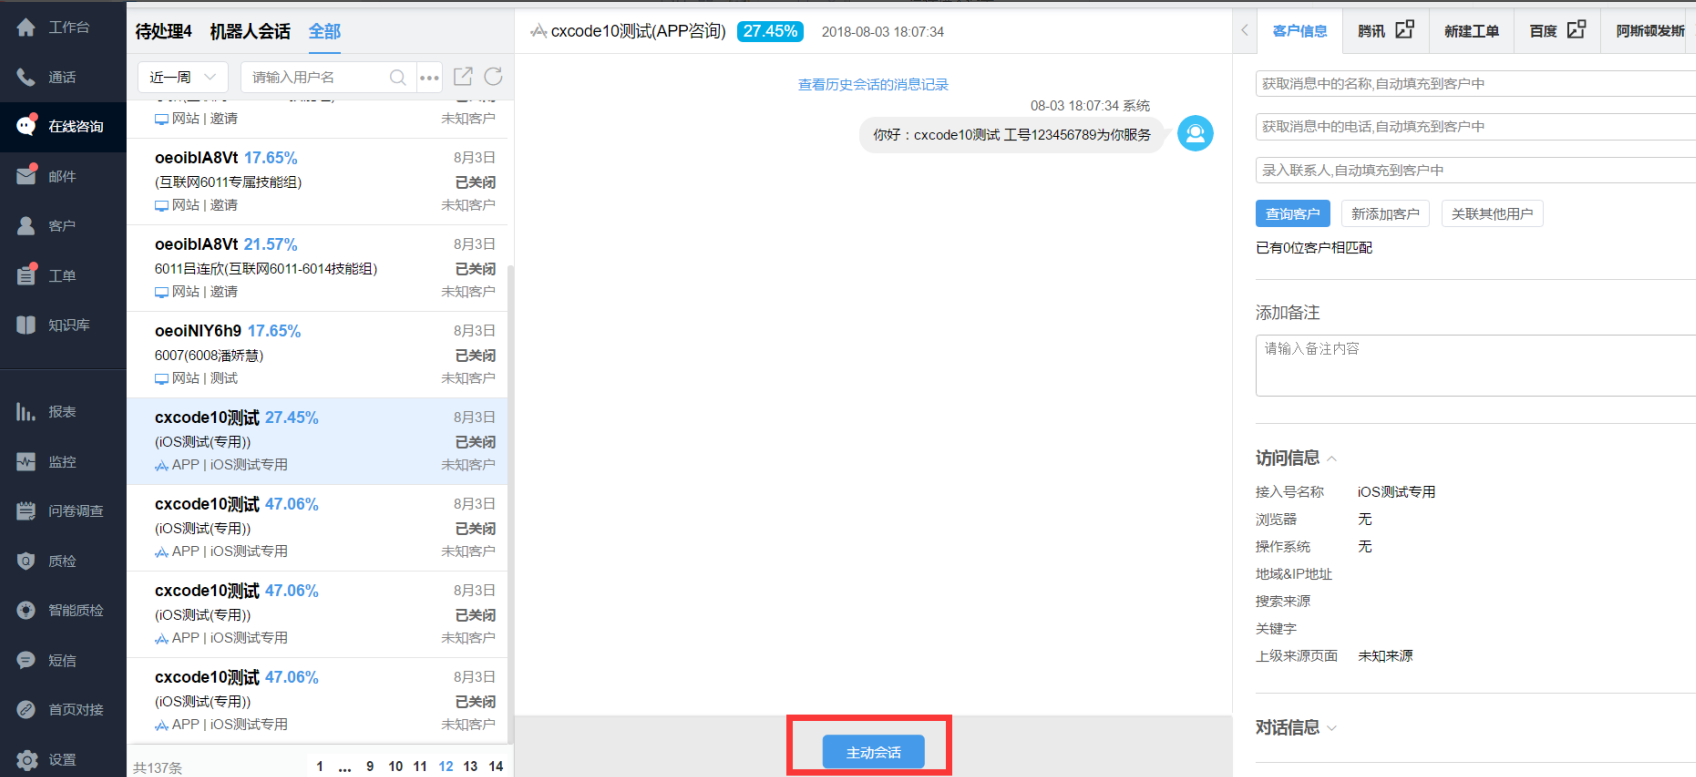 工作台
通话
在线咨询
邮件
客户
工单
知识库
报表
监控
问卷调查
质检
智能质检
短信
首页对接
设置
待处理4 机器人会话 全部
近一周 请输入用户名
网站 | 邀请 未知客户
oeoiblA8Vt 17.65% 8月3日
(互联网6011专属技能组) 已关闭
网站 | 邀请 未知客户
oeoiblA8Vt 21.57% 8月3日
6011吕连欣(互联网6011-6014技能组) 已关闭
网站 | 邀请 未知客户
oeoiNIY6h9 17.65% 8月3日
6007(6008潘娇慧) 已关闭
网站 | 测试 未知客户
cxcode10测试 27.45% 8月3日
(iOS测试(专用)) 已关闭
APP | iOS测试专用 未知客户
cxcode10测试 47.06% 8月3日
(iOS测试(专用)) 已关闭
APP | iOS测试专用 未知客户
cxcode10测试 47.06% 8月3日
(iOS测试(专用)) 已关闭
APP | iOS测试专用 未知客户
cxcode10测试 47.06% 8月3日
(iOS测试(专用)) 已关闭
APP | iOS测试专用 未知客户
共137条 1 ... 9 10 11 12 13 14
cxcode10测试(APP咨询) 27.45% 2018-08-03 18:07:34
查看历史会话的消息记录
08-03 18:07:34 系统
你好：cxcode10测试 工号123456789为你服务
主动会话
客户信息 腾讯 新建工单 百度 阿斯顿发斯
获取消息中的名称,自动填充到客户中
获取消息中的电话,自动填充到客户中
录入联系人,自动填充到客户中
查询客户 新添加客户 关联其他用户
已有0位客户相匹配
添加备注
请输入备注内容
访问信息
接入号名称 iOS测试专用
浏览器 无
操作系统 无
地域&IP地址
搜索来源
关键字
上级来源页面 未知来源
对话信息